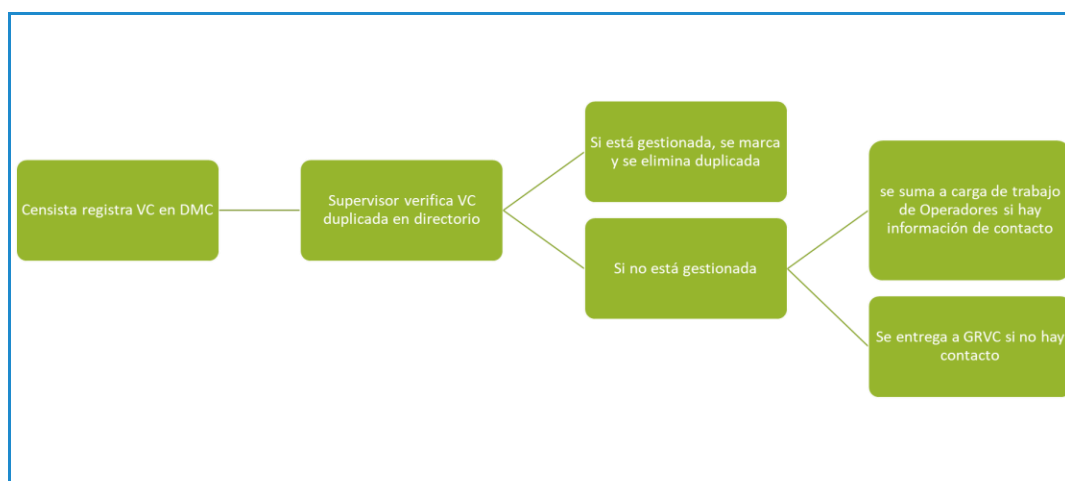 Censista registra VC en DMC
Supervisor verifica VC
duplicada en directorio
Si está gestionada, se marca
y se elimina duplicada
Si no está gestionada
se suma a carga de trabajo
de Operadores si hay
información de contacto
Se entrega a GRVC si no hay
contacto